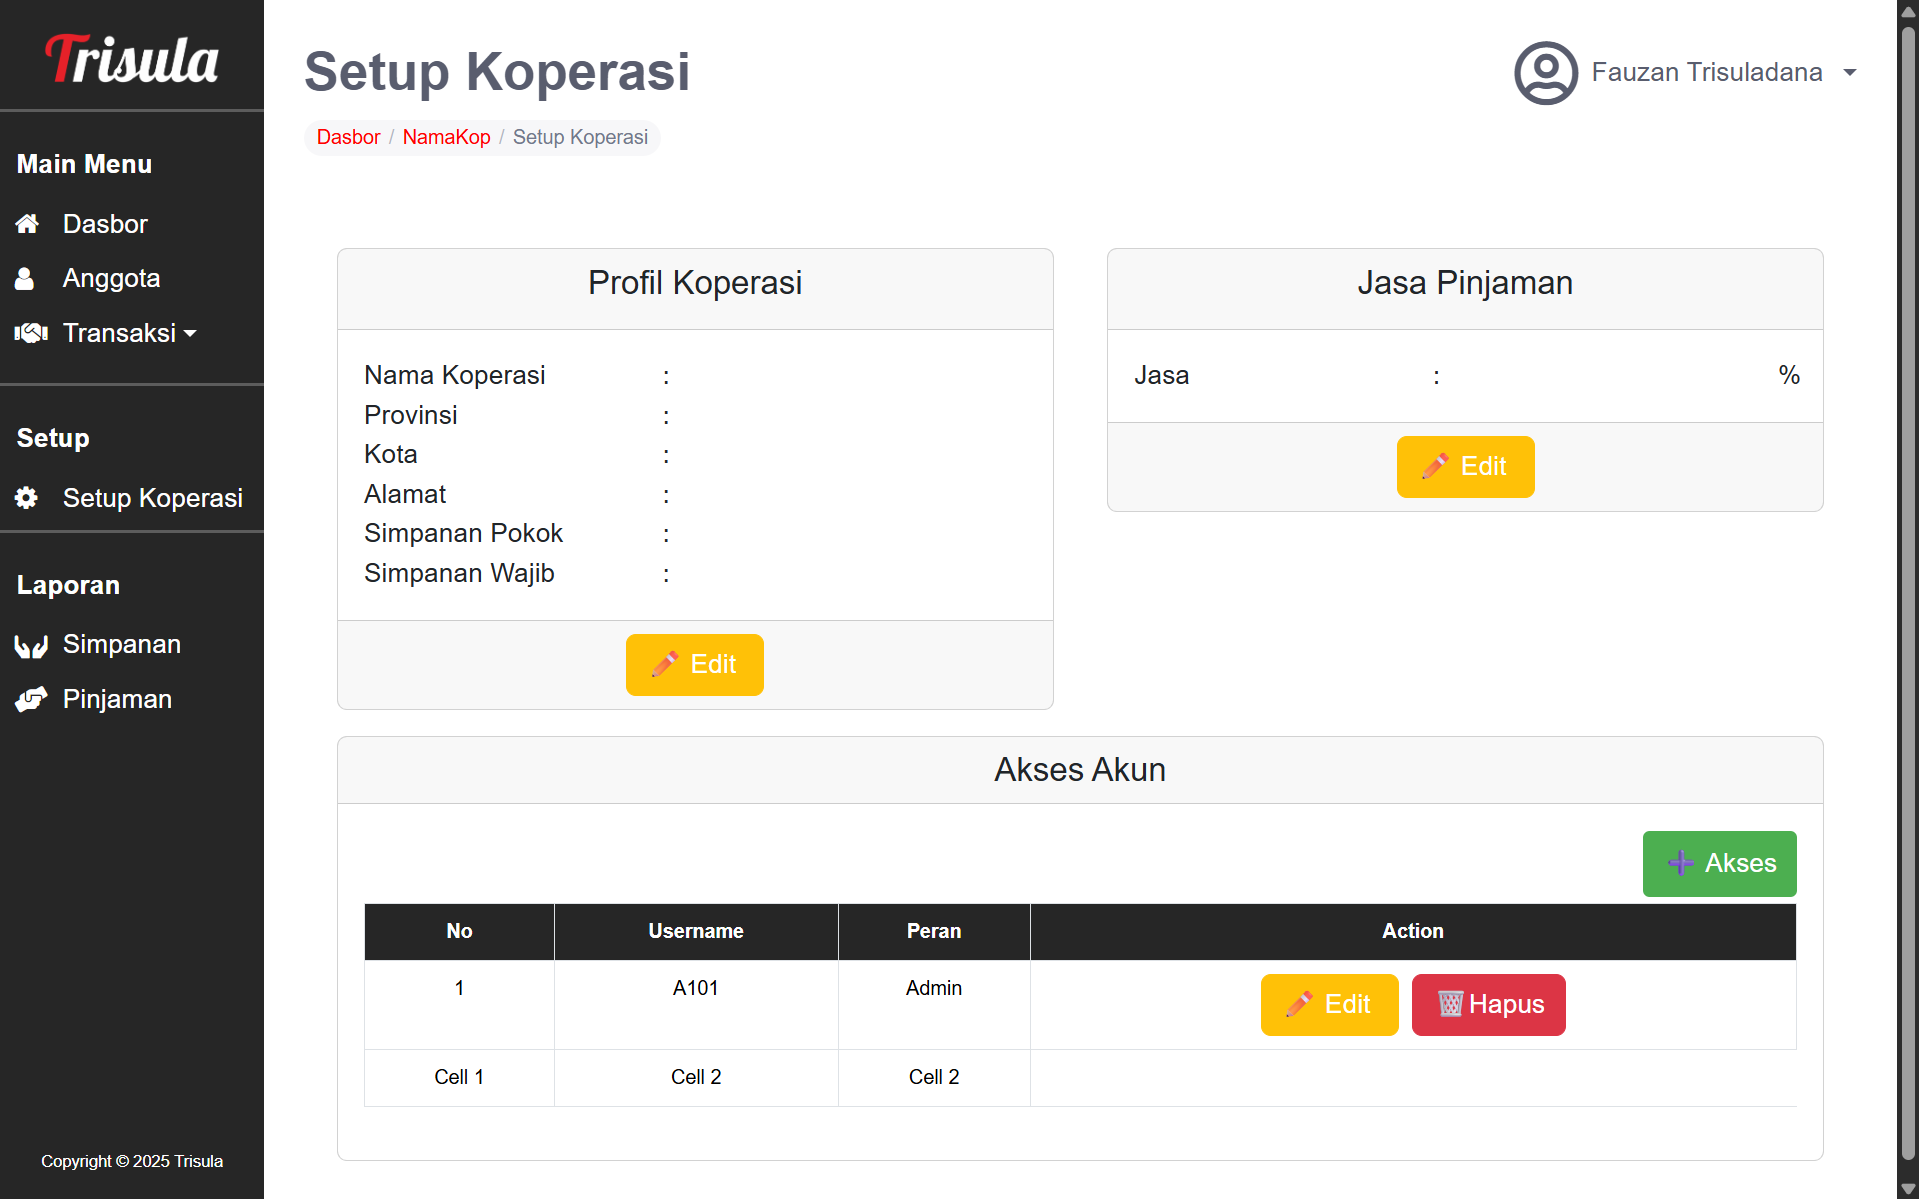 Trisula
Main Menu
Dasbor
Anggota
Transaksi
Setup
Setup Koperasi
Laporan
Simpanan
Pinjaman
Copyright © 2025 Trisula
Setup Koperasi
Fauzan Trisuladana
Dasbor / NamaKop / Setup Koperasi
Profil Koperasi
Nama Koperasi :
Provinsi :
Kota :
Alamat :
Simpanan Pokok :
Simpanan Wajib :
Edit
Jasa Pinjaman
Jasa : %
Edit
Akses Akun
Akses
No Username Peran Action
1 A101 Admin Edit Hapus
Cell 1 Cell 2 Cell 2